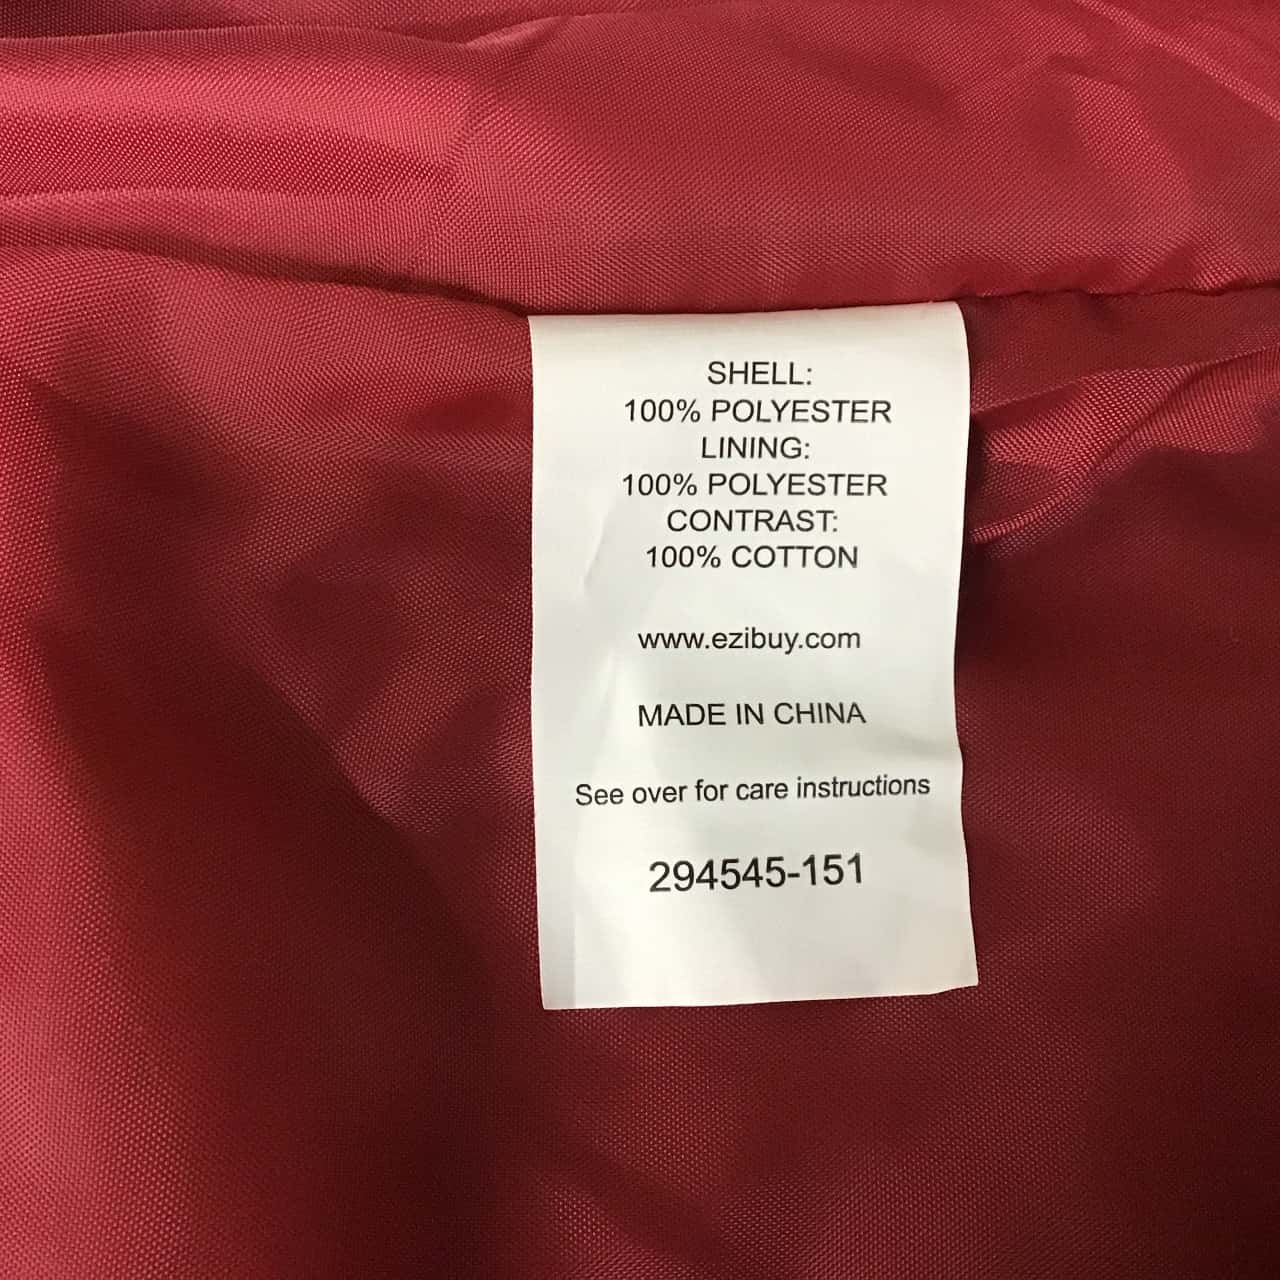 SHELL:
100% POLYESTER
LINING:
100% POLYESTER
CONTRAST:
100% COTTON
www.ezibuy.com
MADE IN CHINA
See over for care instructions
294545-151